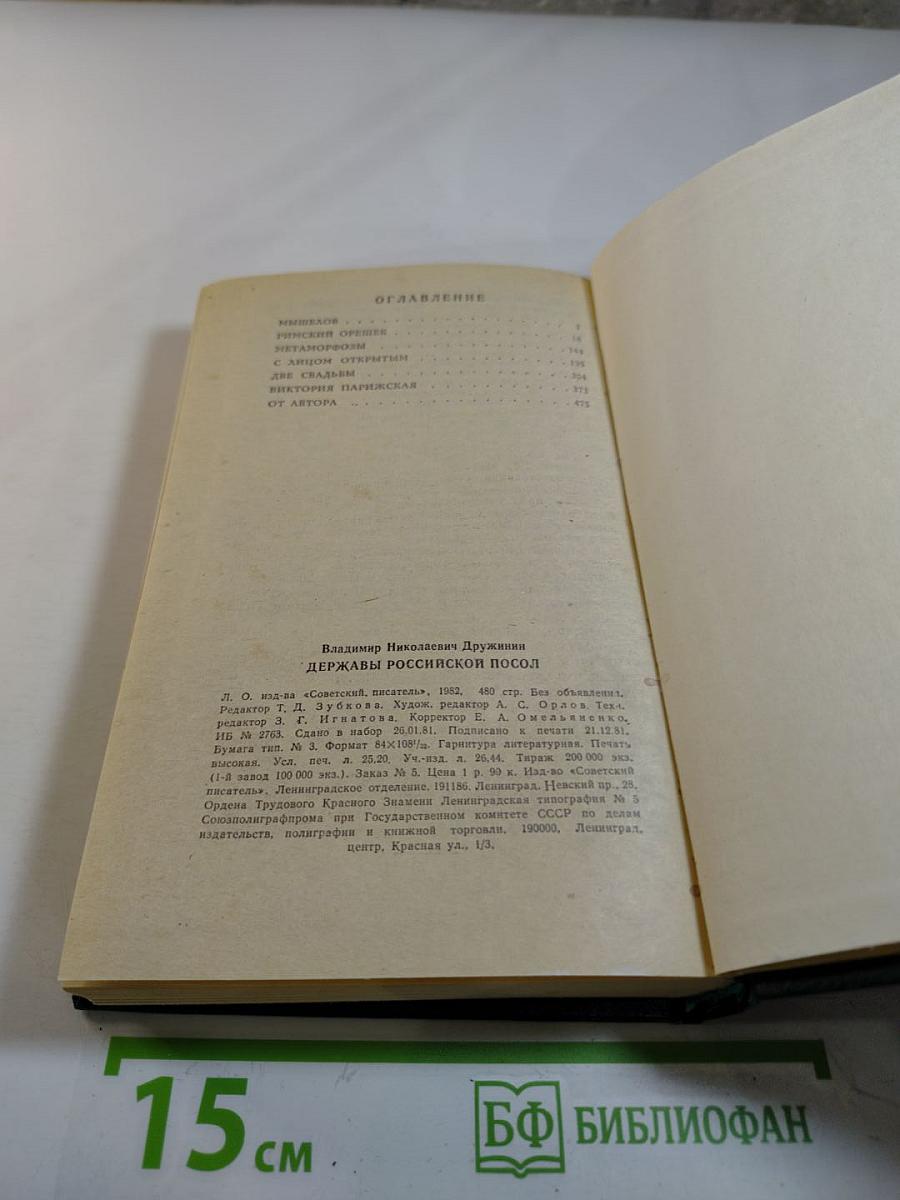 ОГЛАВЛЕНИЕ
МЫШЕЛОВ . . . . . . . . . . . . . . . . . 7
РИМСКИЙ ОРЕШЕК . . . . . . . . . . . . . .
МЕТАМОРФОЗЫ . . . . . . . . . . . . . . . 144
С ЛИЦОМ ОТКРЫТЫМ . . . . . . . . . . . . 195
ДВЕ СВАДЬБЫ . . . . . . . . . . . . . . . 304
ВИКТОРИЯ ПАРИЖСКАЯ . . . . . . . . . . . 373
ОТ АВТОРА . . . . . . . . . . . . . . . . 475
Владимир Николаевич Дружинин
ДЕРЖАВЫ РОССИЙСКОЙ ПОСОЛ
Л. О. изд-ва «Советский писатель», 1982, 480 стр. Без объявления.
Редактор Т. Д. Зубкова. Худож. редактор А. С. Орлов. Техн.
редактор З. Г. Игнатова. Корректор Е. А. Омельяненко.
ИБ № 2763. Сдано в набор 26.01.81. Подписано к печати 21.12.81.
Бумага тип. № 3. Формат 84×108¹/₃₂. Гарнитура литературная. Печать
высокая. Усл. печ. л. 25,20. Уч.-изд. л. 26,44. Тираж 200 000 экз.
(1-й завод 100 000 экз.). Заказ № 5. Цена 1 р. 90 к. Изд-во «Советский
писатель». Ленинградское отделение. 191186. Ленинград. Невский пр., 28.
Ордена Трудового Красного Знамени Ленинградская типография № 5
Союзполиграфпрома при Государственном комитете СССР по делам
издательств, полиграфии и книжной торговли. 190000, Ленинград,
центр, Красная ул., 1/3.
15 см
БФ БИБЛИОФАН